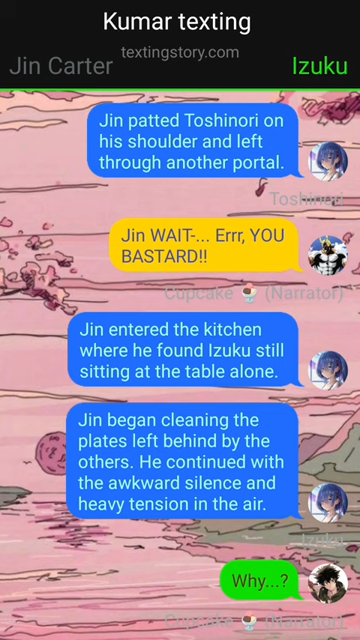 Kumar texting
textingstory.com
Jin Carter
Izuku
Jin patted Toshinori on
his shoulder and left
through another portal.
Toshinori
Jin WAIT-... Errr, YOU
BASTARD!!
Cupcake 🧁 (Narrator)
Jin entered the kitchen
where he found Izuku still
sitting at the table alone.
Jin began cleaning the
plates left behind by the
others. He continued with
the awkward silence and
heavy tension in the air.
Izuku
Why...?
Cupcake 🧁 (Narrator)